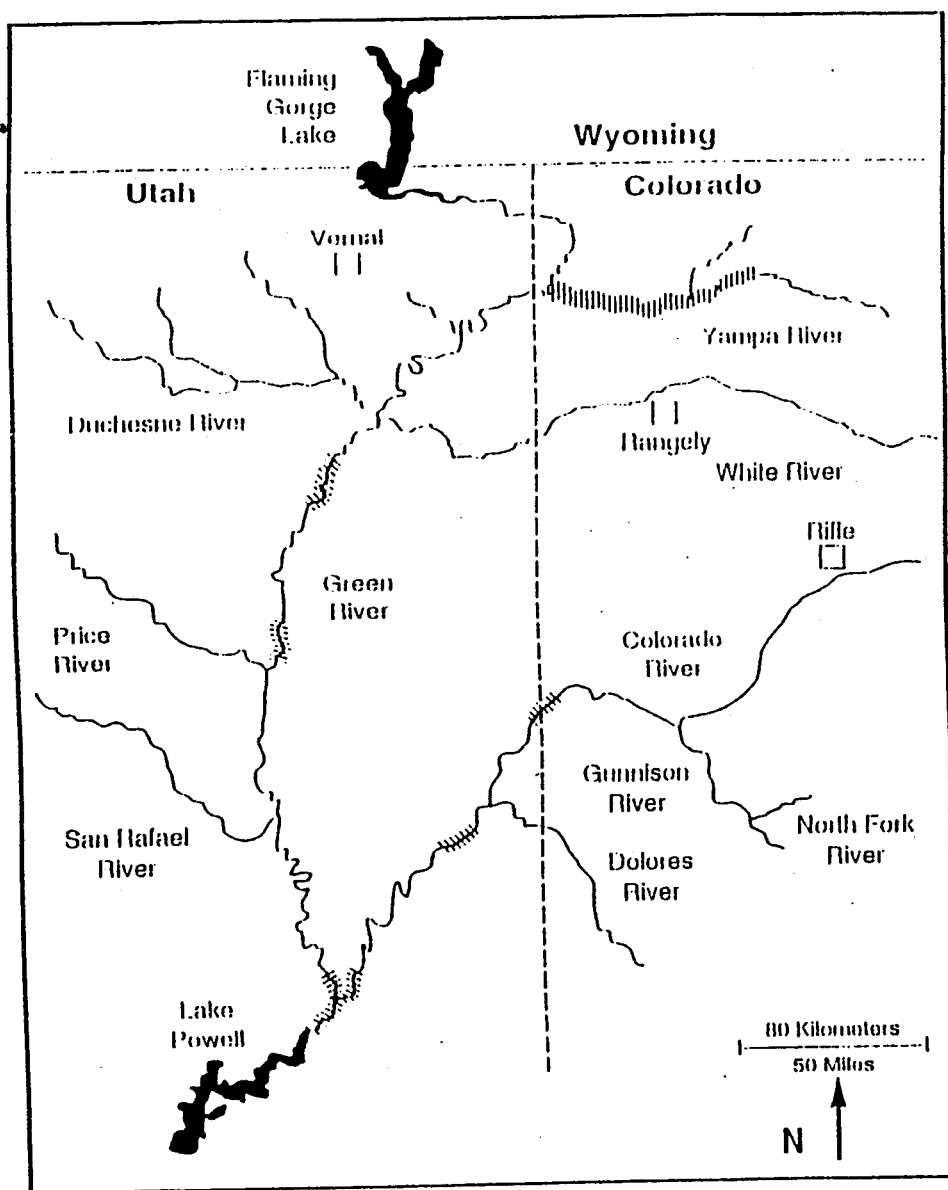 Flaming
Gorge
Lake
Wyoming
Utah
Colorado
Vernal
Yampa River
Duchesne River
Rangely
White River
Rifle
Green
River
Price
River
Colorado
River
Gunnison
River
San Rafael
River
North Fork
River
Dolores
River
Lake
Powell
80 Kilometers
50 Miles
N